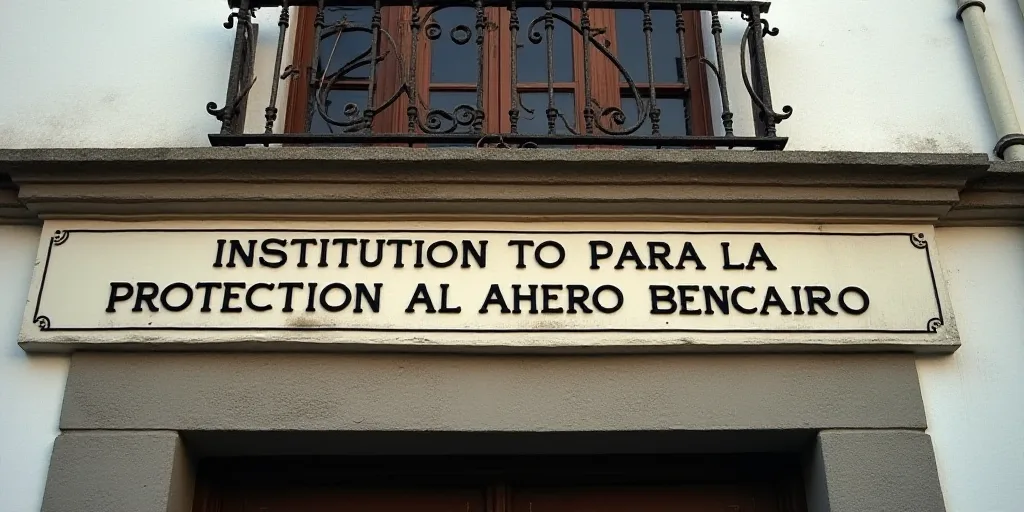 INSTITUTION TO PARA LA
PROTECTION AL AHERO BENCAIRO